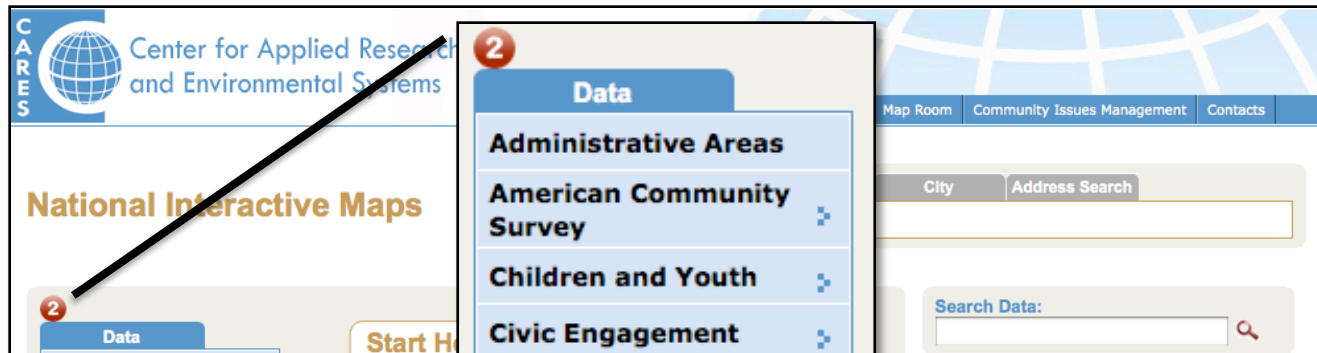 CARES
Center for Applied Research
and Environmental Systems
Map Room
Community Issues Management
Contacts
National Interactive Maps
City
Address Search
2
Data
Administrative Areas
American Community
Survey
Children and Youth
Civic Engagement
2
Data
Start H
Search Data: